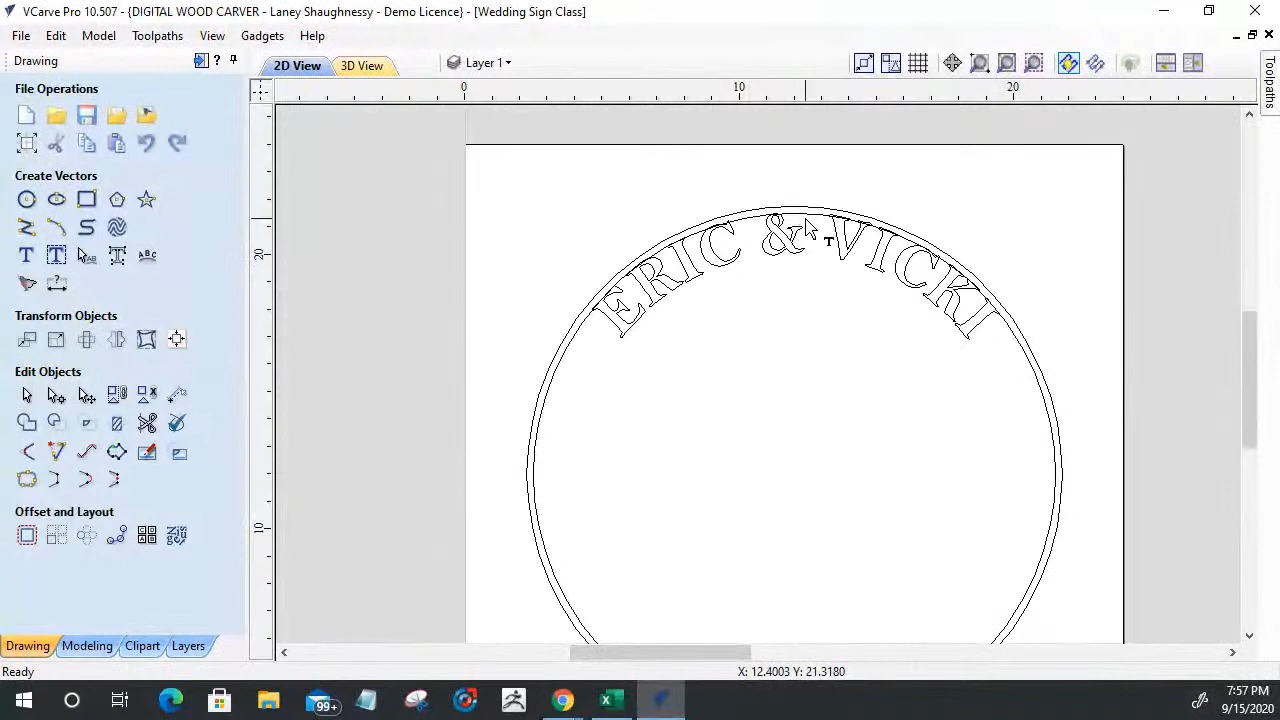 VCarve Pro 10.507 - {DIGITAL WOOD CARVER - Laney Shaughnessy - Demo Licence} - [Wedding Sign Class]
File Edit Model Toolpaths View Gadgets Help
Drawing
2D View 3D View Layer 1
Toolpaths
File Operations
0 10 20
Create Vectors
ERIC & VICKI
T
20
Transform Objects
Edit Objects
Offset and Layout
10
Drawing Modeling Clipart Layers
Ready X: 12.4003 Y: 21.3180
99+
7:57 PM
9/15/2020